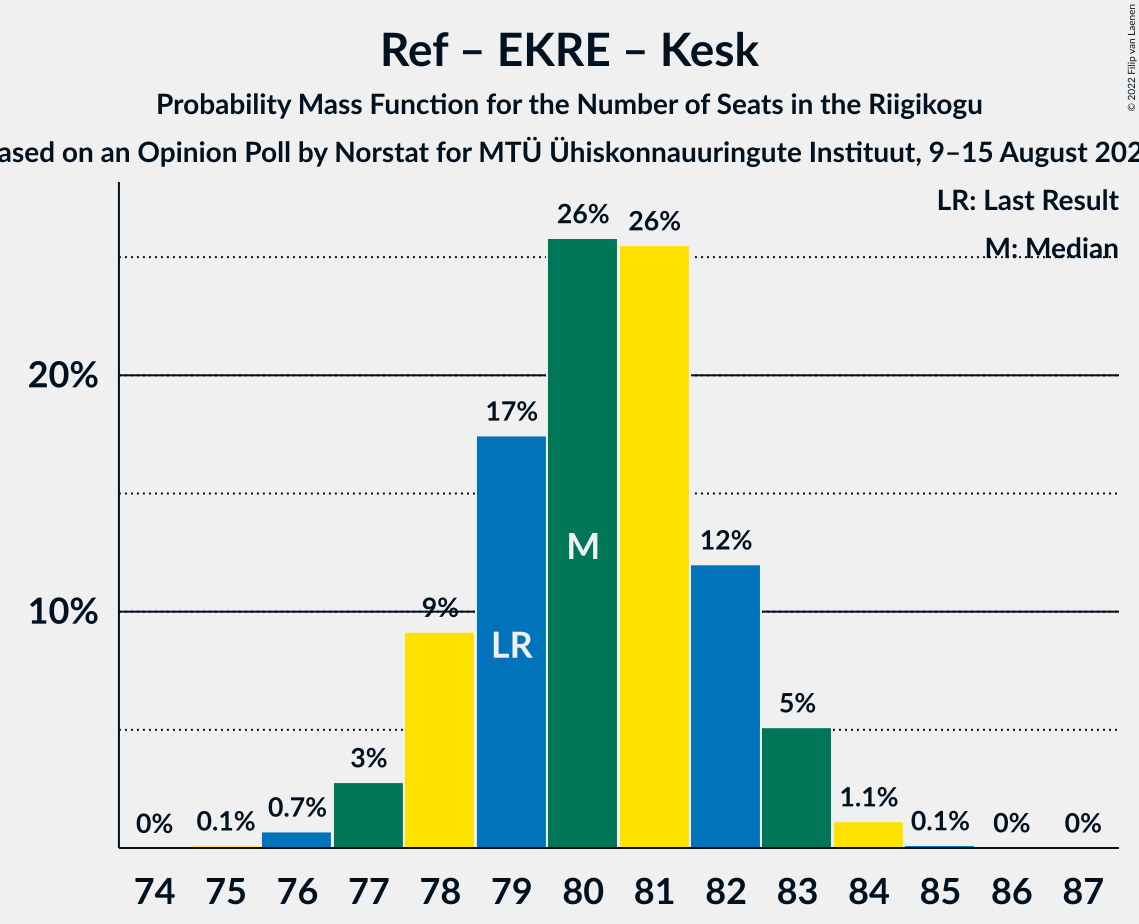 Ref – EKRE – Kesk
Probability Mass Function for the Number of Seats in the Riigikogu
ased on an Opinion Poll by Norstat for MTÜ Ühiskonnauuringute Instituut, 9–15 August 202
© 2022 Filip van Laenen
LR: Last Result
M: Median
26%
26%
20%
17%
M
12%
10%
9%
LR
5%
3%
1.1%
0.7%
0% 0.1% 0.1% 0% 0%
74 75 76 77 78 79 80 81 82 83 84 85 86 87